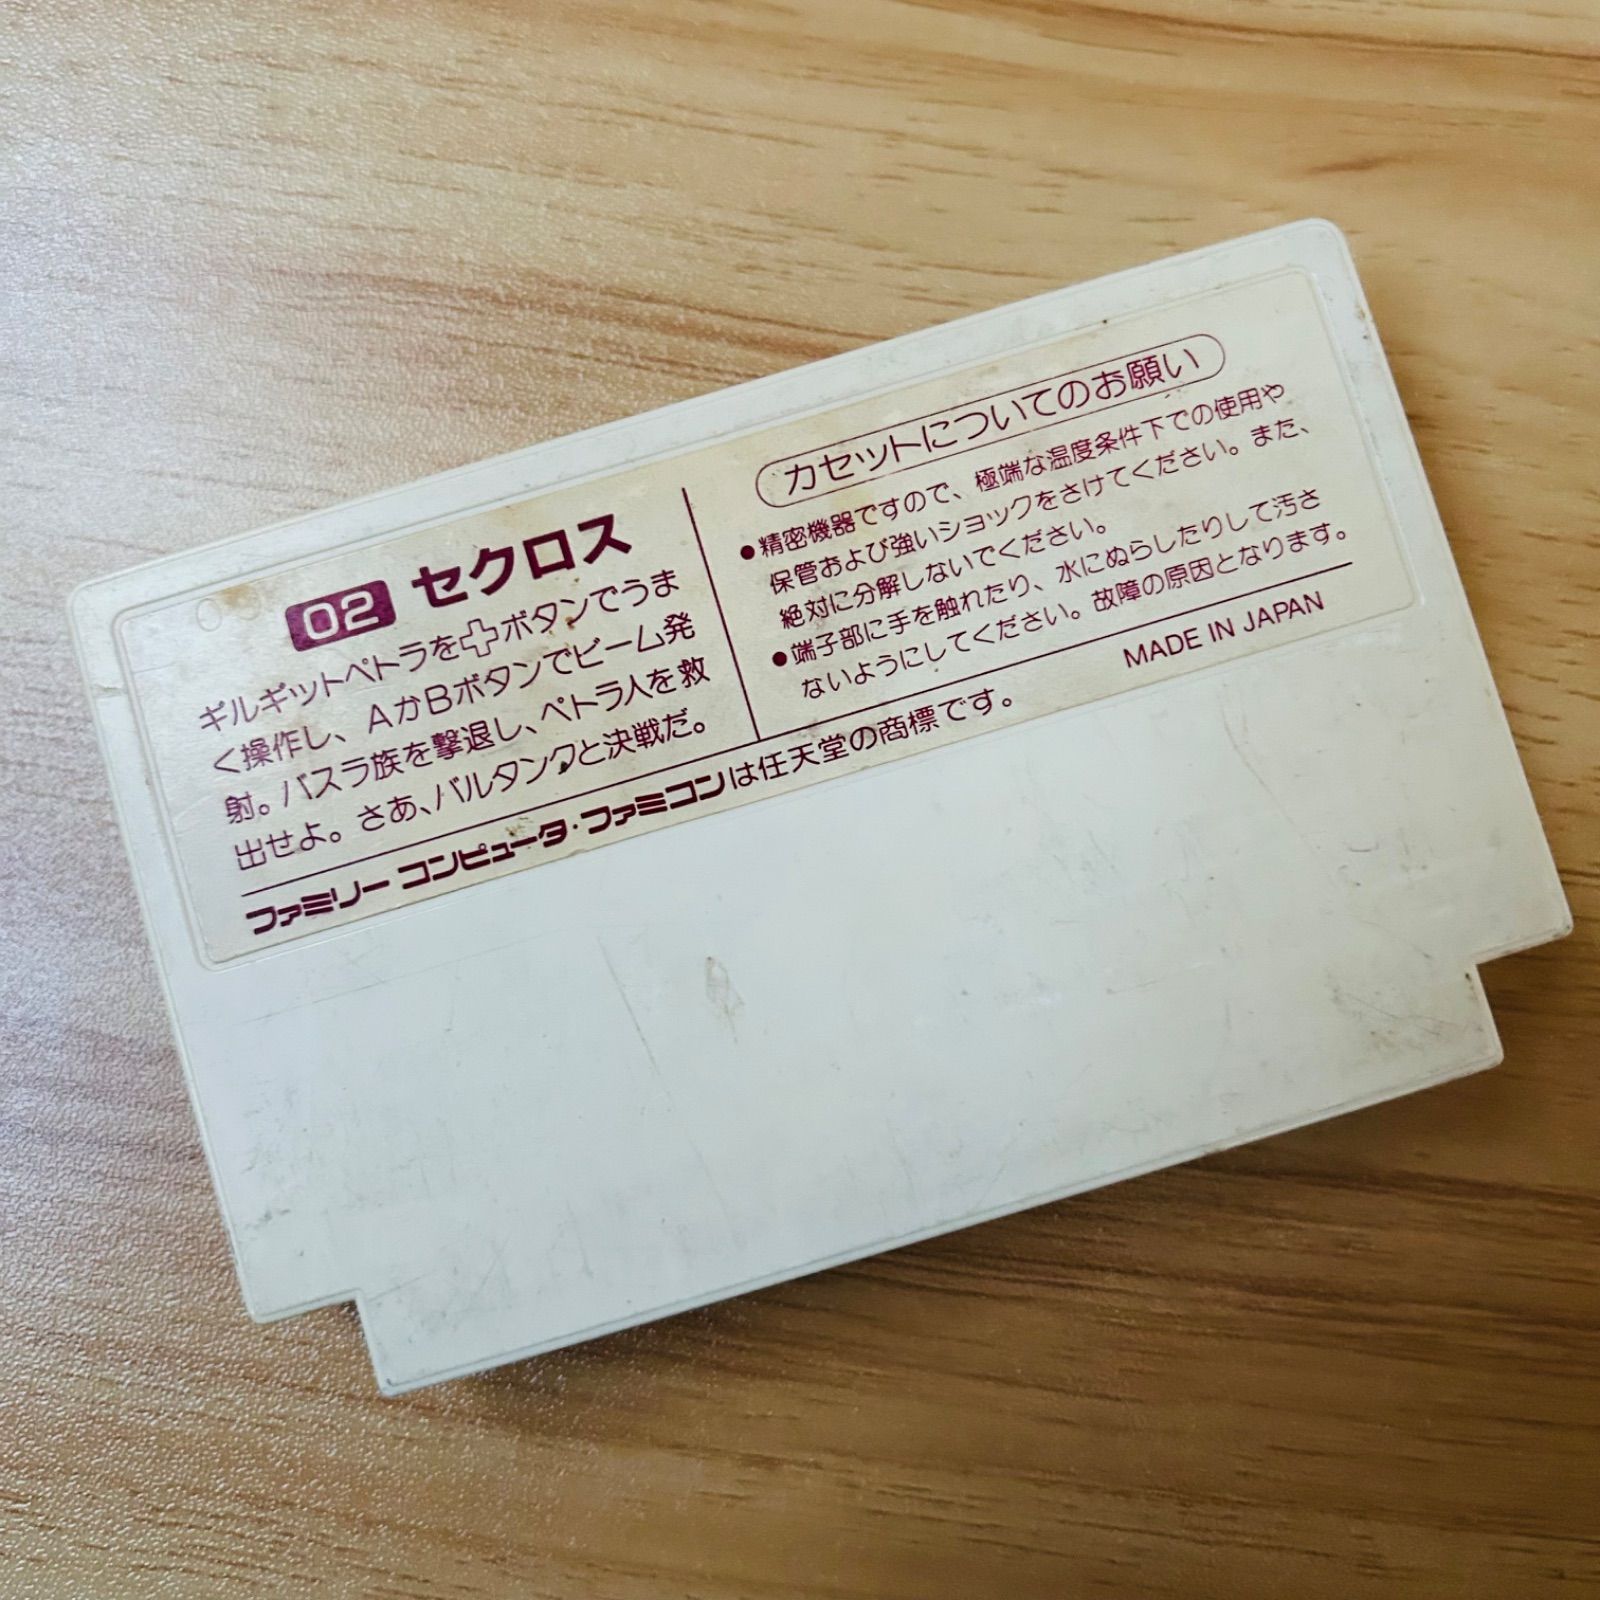 02 セクロス
ギルギットペトラを✚ボタンでうま
く操作し、AかBボタンでビーム発
射。バスラ族を撃退し、ペトラ人を救
出せよ。さあ、バルタンクと決戦だ。
カセットについてのお願い
●精密機器ですので、極端な温度条件下での使用や
保管および強いショックをさけてください。また、
絶対に分解しないでください。
●端子部に手を触れたり、水にぬらしたりして汚さ
ないようにしてください。故障の原因となります。
ファミリーコンピュータ・ファミコンは任天堂の商標です。
MADE IN JAPAN